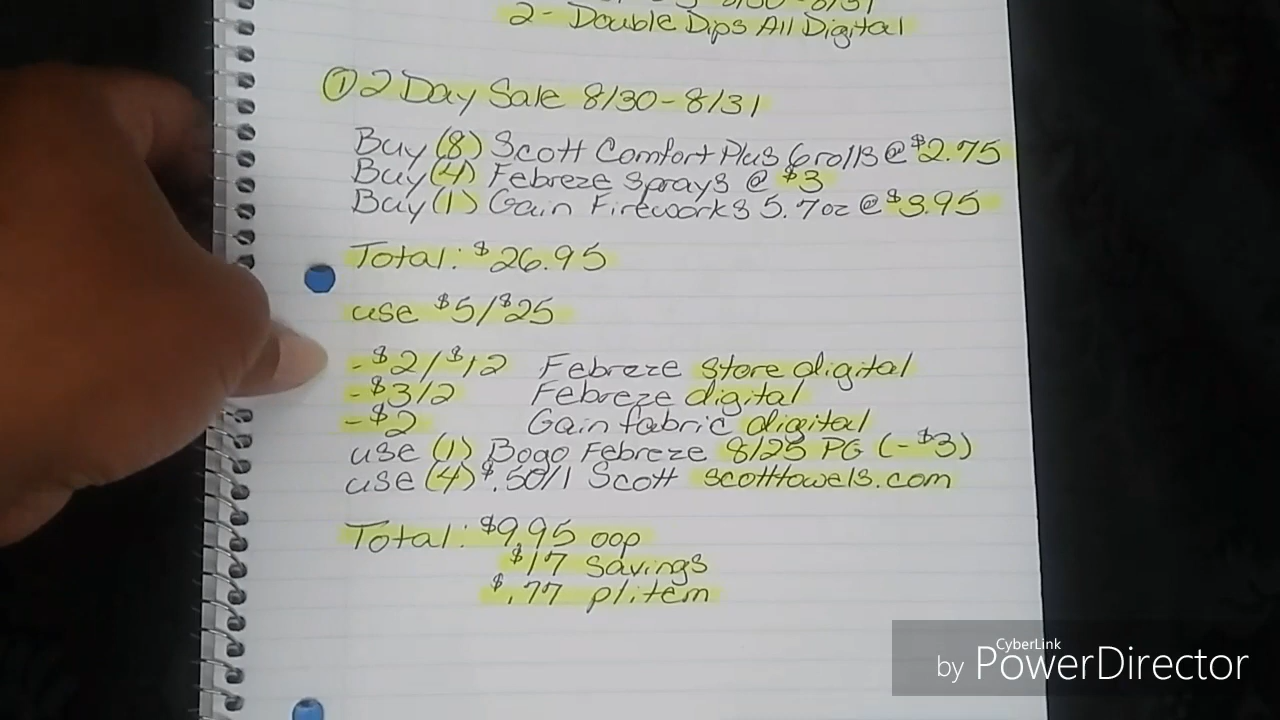 2- Double Dips All Digital
① 2 Day Sale 8/30-8/31
Buy (8) Scott Comfort Plus 6 rolls @ $2.75
Buy (4) Febreze Sprays @ $3
Buy (1) Gain Fireworks 5.7oz @ $3.95
Total: $26.95
use $5/$25
-$2/$12 Febreze Store digital
-$3/2 Febreze digital
-$2 Gain fabric digital
use (1) Bogo Febreze 8/25 PG (-$3)
use (4) $.50/1 Scott scotttowels.com
Total: $9.95 oop
$17 savings
$.77 p/item
CyberLink
by PowerDirector